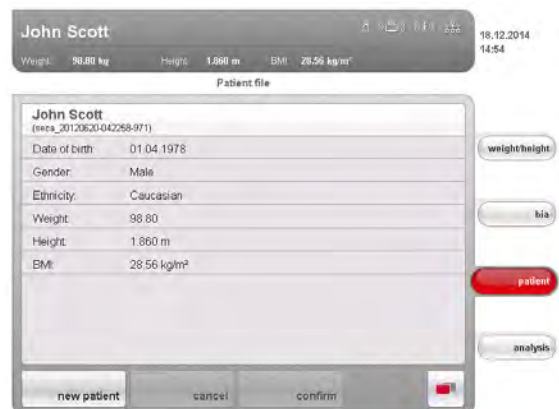 John Scott
18.12.2014
14:54
Weight: 98.80 kg Height: 1.860 m BMI: 28.56 kg/m²
Patient file
John Scott
(seca_20120620-042258-971)
Date of birth: 01.04.1978
Gender: Male
Ethnicity: Caucasian
Weight: 98.80
Height: 1.860 m
BMI: 28.56 kg/m²
weight/height
bia
patient
analysis
new patient cancel confirm